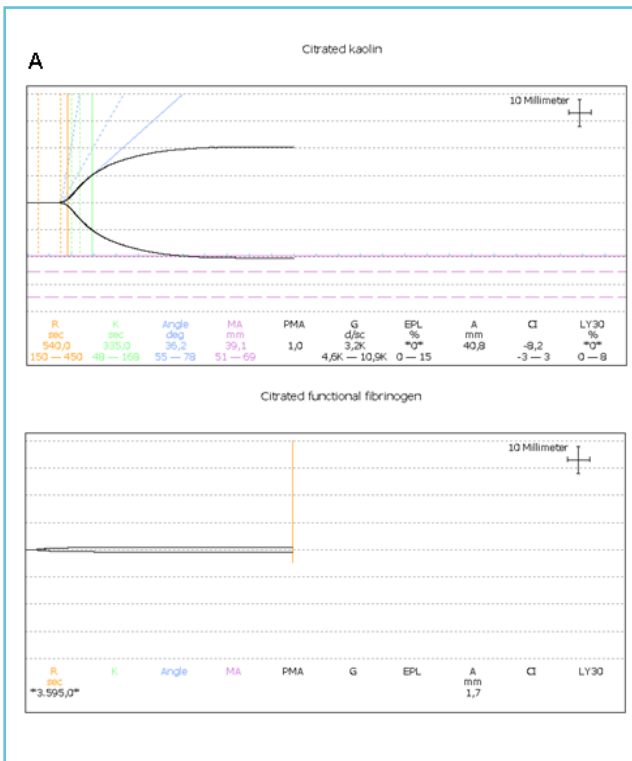 A
Citrated kaolin
10 Millimeter
R K Angle MA PMA G EPL A CI LY30
sec sec deg mm d/sc % mm %
540,0 335,0 36,2 39,1 1,0 3,2K *0* 40,8 -8,2 *0*
150 — 450 48 — 168 55 — 78 51 — 69 4,6K — 10,9K 0 — 15 -3 — 3 0 — 8
Citrated functional fibrinogen
10 Millimeter
R K Angle MA PMA G EPL A CI LY30
sec mm
*3.595,0* 1,7